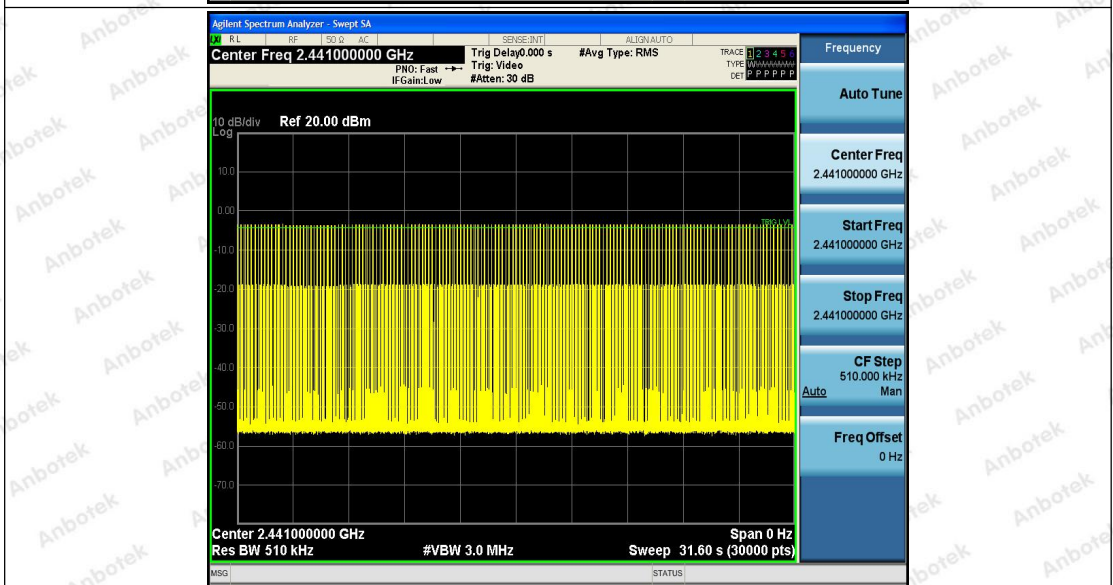 Agilent Spectrum Analyzer - Swept SA
RL RF 50 Ω AC SENSE:INT ALIGN AUTO
Center Freq 2.441000000 GHz
PNO: Fast
IFGain:Low
Trig Delay0.000 s
Trig: Video
#Atten: 30 dB
#Avg Type: RMS
TRACE 1 2 3 4 5 6
TYPE WWWWWW
DET P P P P P P
10 dB/div Ref 20.00 dBm
Log
10.0
0.00
TRIG LVL
-10.0
-20.0
-30.0
-40.0
-50.0
-60.0
-70.0
Center 2.441000000 GHz Span 0 Hz
Res BW 510 kHz #VBW 3.0 MHz Sweep 31.60 s (30000 pts)
MSG STATUS
Frequency
Auto Tune
Center Freq
2.441000000 GHz
Start Freq
2.441000000 GHz
Stop Freq
2.441000000 GHz
CF Step
510.000 kHz
Auto Man
Freq Offset
0 Hz
Anbotek